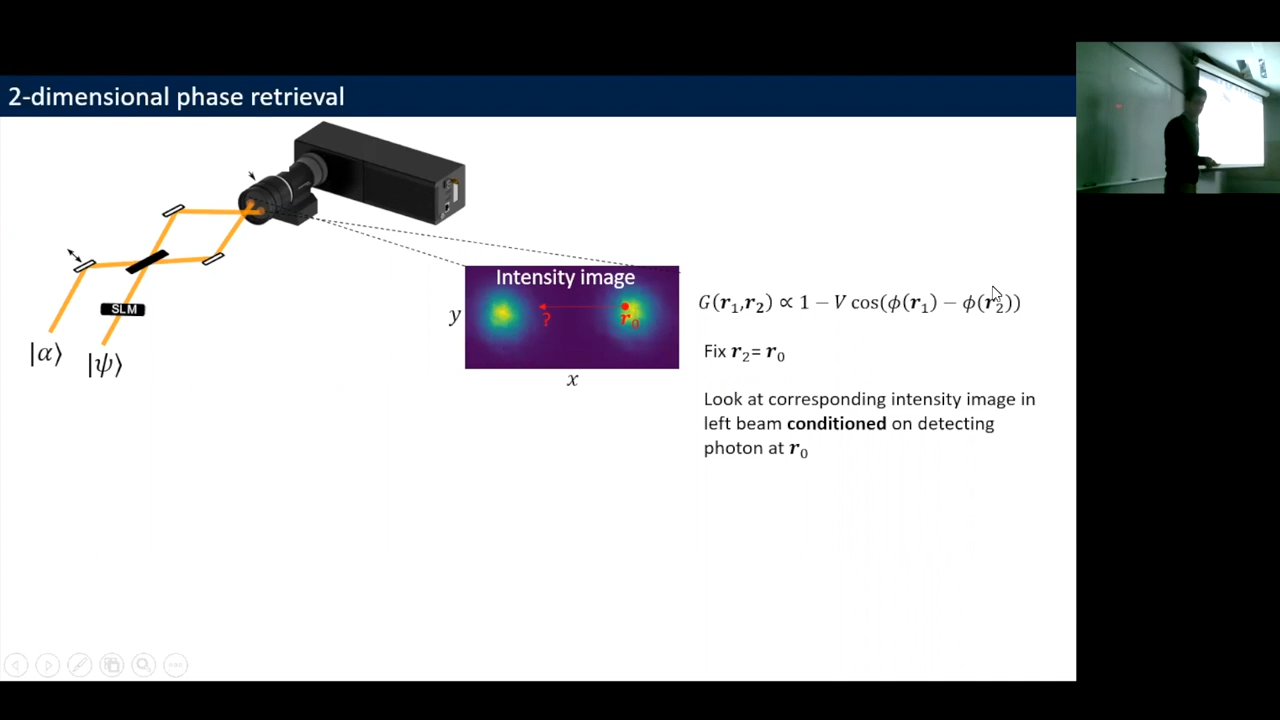 2-dimensional phase retrieval
SLM
|α⟩
|ψ⟩
Intensity image
y
?
r₀
x
G(r₁,r₂) ∝ 1 − V cos(ϕ(r₁) − ϕ(r₂))
Fix r₂= r₀
Look at corresponding intensity image in
left beam conditioned on detecting
photon at r₀